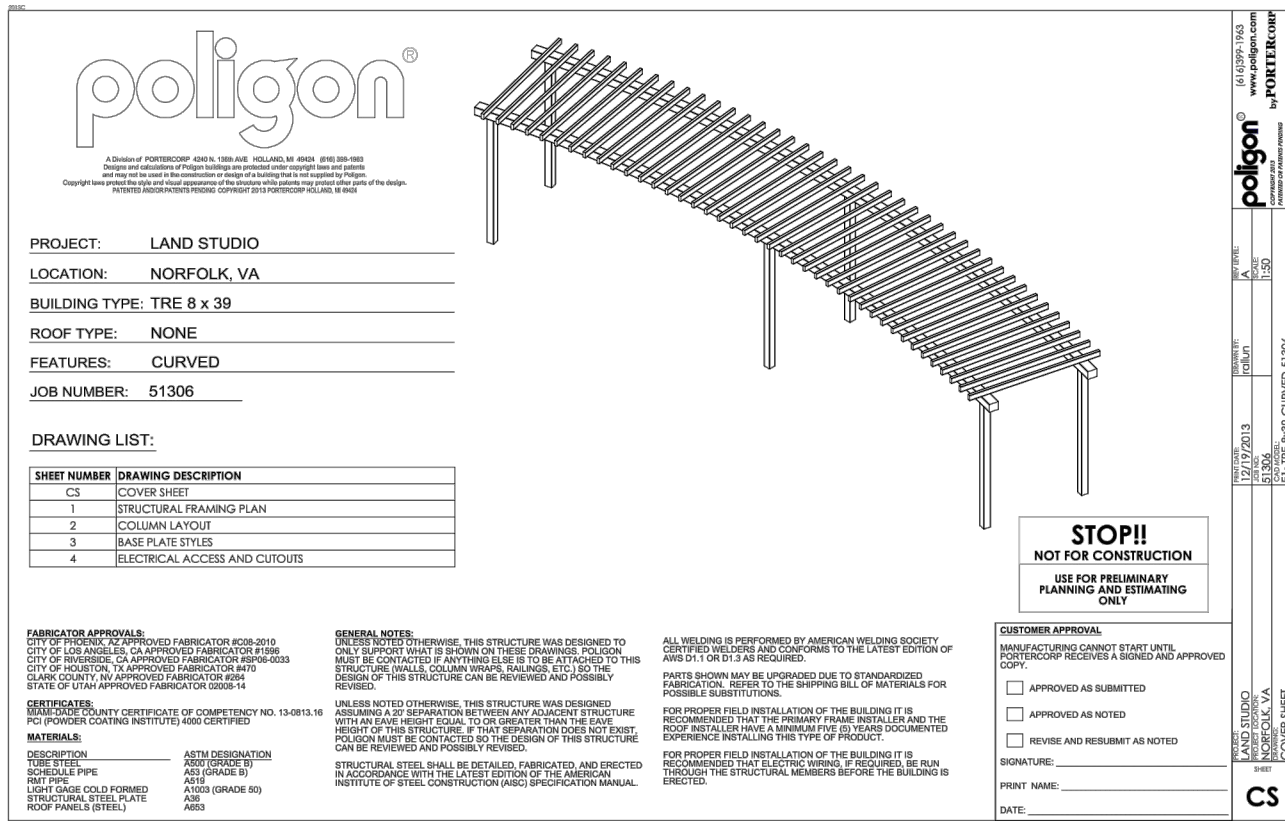 poligon®
A Division of PORTERCORP 4240 N. 136th AVE HOLLAND, MI 49424 (616) 399-1963
Designs and calculations of Poligon buildings are protected under copyright laws and patents
and may not be used in the construction or design of a building that is not supplied by Poligon.
Copyright laws protect the style and visual appearance of the structure while patents may protect other parts of the design.
PATENTED AND/OR PATENTS PENDING COPYRIGHT 2013 PORTERCORP HOLLAND, MI 49424
PROJECT: LAND STUDIO
LOCATION: NORFOLK, VA
BUILDING TYPE: TRE 8 x 39
ROOF TYPE: NONE
FEATURES: CURVED
JOB NUMBER: 51306
DRAWING LIST:
SHEET NUMBER DRAWING DESCRIPTION
CS COVER SHEET
1 STRUCTURAL FRAMING PLAN
2 COLUMN LAYOUT
3 BASE PLATE STYLES
4 ELECTRICAL ACCESS AND CUTOUTS
STOP!!
NOT FOR CONSTRUCTION
USE FOR PRELIMINARY
PLANNING AND ESTIMATING
ONLY
FABRICATOR APPROVALS:
CITY OF PHOENIX, AZ APPROVED FABRICATOR #C08-2010
CITY OF LOS ANGELES, CA APPROVED FABRICATOR #1596
CITY OF RIVERSIDE, CA APPROVED FABRICATOR #SP06-0033
CITY OF HOUSTON, TX APPROVED FABRICATOR #470
CLARK COUNTY, NV APPROVED FABRICATOR #264
STATE OF UTAH APPROVED FABRICATOR 02008-14
CERTIFICATES:
MIAMI-DADE COUNTY CERTIFICATE OF COMPETENCY NO. 13-0813.16
PCI (POWDER COATING INSTITUTE) 4000 CERTIFIED
MATERIALS:
DESCRIPTION ASTM DESIGNATION
TUBE STEEL A500 (GRADE B)
SCHEDULE PIPE A53 (GRADE B)
RMT PIPE A519
LIGHT GAGE COLD FORMED A1003 (GRADE 50)
STRUCTURAL STEEL PLATE A36
ROOF PANELS (STEEL) A653
GENERAL NOTES:
UNLESS NOTED OTHERWISE, THIS STRUCTURE WAS DESIGNED TO
ONLY SUPPORT WHAT IS SHOWN ON THESE DRAWINGS. POLIGON
MUST BE CONTACTED IF ANYTHING ELSE IS TO BE ATTACHED TO THIS
STRUCTURE (WALLS, COLUMN WRAPS, RAILINGS, ETC.) SO THE
DESIGN OF THIS STRUCTURE CAN BE REVIEWED AND POSSIBLY
REVISED.
UNLESS NOTED OTHERWISE, THIS STRUCTURE WAS DESIGNED
ASSUMING A 20' SEPARATION BETWEEN ANY ADJACENT STRUCTURE
WITH AN EAVE HEIGHT EQUAL TO OR GREATER THAN THE EAVE
HEIGHT OF THIS STRUCTURE. IF THAT SEPARATION DOES NOT EXIST,
POLIGON MUST BE CONTACTED SO THE DESIGN OF THIS STRUCTURE
CAN BE REVIEWED AND POSSIBLY REVISED.
STRUCTURAL STEEL SHALL BE DETAILED, FABRICATED, AND ERECTED
IN ACCORDANCE WITH THE LATEST EDITION OF THE AMERICAN
INSTITUTE OF STEEL CONSTRUCTION (AISC) SPECIFICATION MANUAL.
ALL WELDING IS PERFORMED BY AMERICAN WELDING SOCIETY
CERTIFIED WELDERS AND CONFORMS TO THE LATEST EDITION OF
AWS D1.1 OR D1.3 AS REQUIRED.
PARTS SHOWN MAY BE UPGRADED DUE TO STANDARDIZED
FABRICATION. REFER TO THE SHIPPING BILL OF MATERIALS FOR
POSSIBLE SUBSTITUTIONS.
FOR PROPER FIELD INSTALLATION OF THE BUILDING IT IS
RECOMMENDED THAT THE PRIMARY FRAME INSTALLER AND THE
ROOF INSTALLER HAVE A MINIMUM FIVE (5) YEARS DOCUMENTED
EXPERIENCE INSTALLING THIS TYPE OF PRODUCT.
FOR PROPER FIELD INSTALLATION OF THE BUILDING IT IS
RECOMMENDED THAT ELECTRIC WIRING, IF REQUIRED, BE RUN
THROUGH THE STRUCTURAL MEMBERS BEFORE THE BUILDING IS
ERECTED.
CUSTOMER APPROVAL
MANUFACTURING CANNOT START UNTIL
PORTERCORP RECEIVES A SIGNED AND APPROVED
COPY.
APPROVED AS SUBMITTED
APPROVED AS NOTED
REVISE AND RESUBMIT AS NOTED
SIGNATURE:
PRINT NAME:
DATE:
(616)399-1963
www.poligon.com
by PORTERCORP
poligon®
COPYRIGHT 2013
PATENTED OR PATENTS PENDING
REV LEVEL: A
SCALE: 1:50
DRAWN BY: rallun
PRINT DATE: 12/19/2013
JOB NO: 51306
CAD MODEL:
PROJECT: LAND STUDIO
PROJECT LOCATION: NORFOLK, VA
DRAWING: COVER SHEET
SHEET
CS